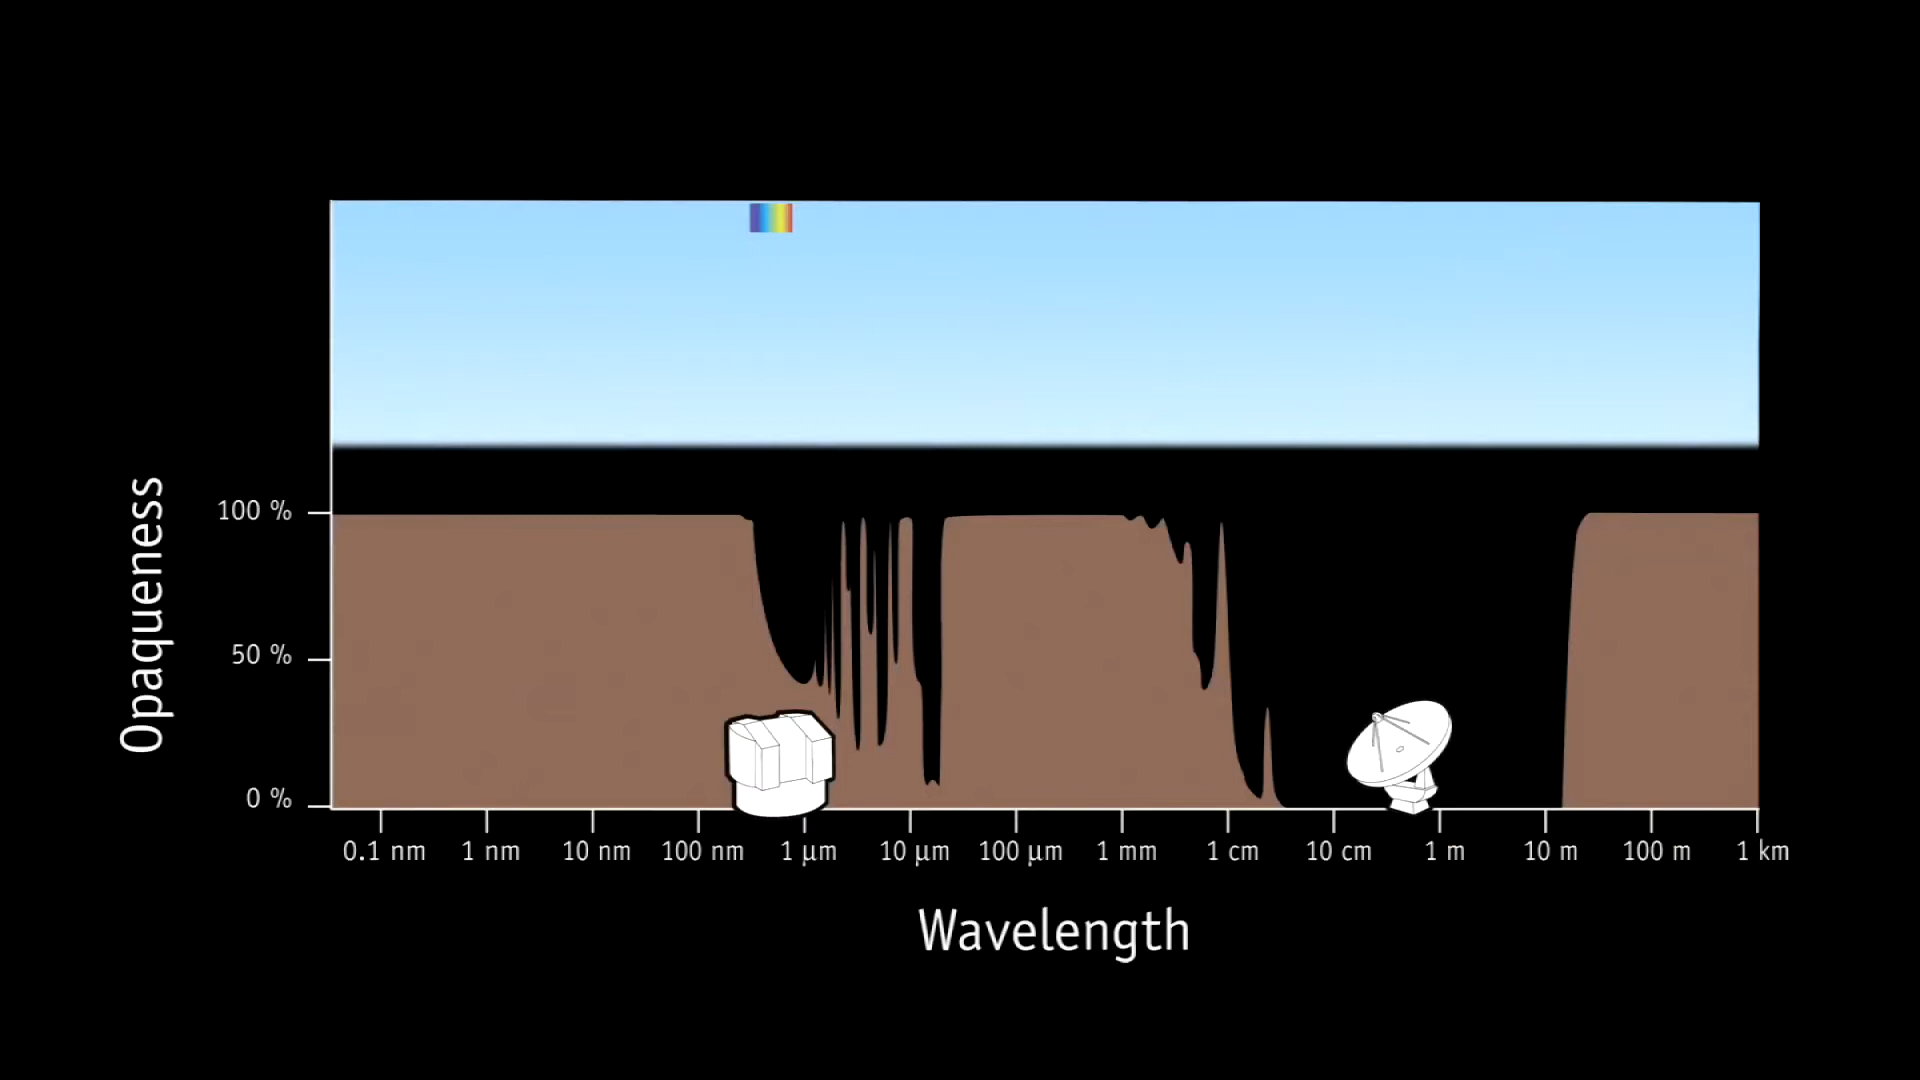 Opaqueness
100 %
50 %
0 %
0.1 nm 1 nm 10 nm 100 nm 1 µm 10 µm 100 µm 1 mm 1 cm 10 cm 1 m 10 m 100 m 1 km
Wavelength